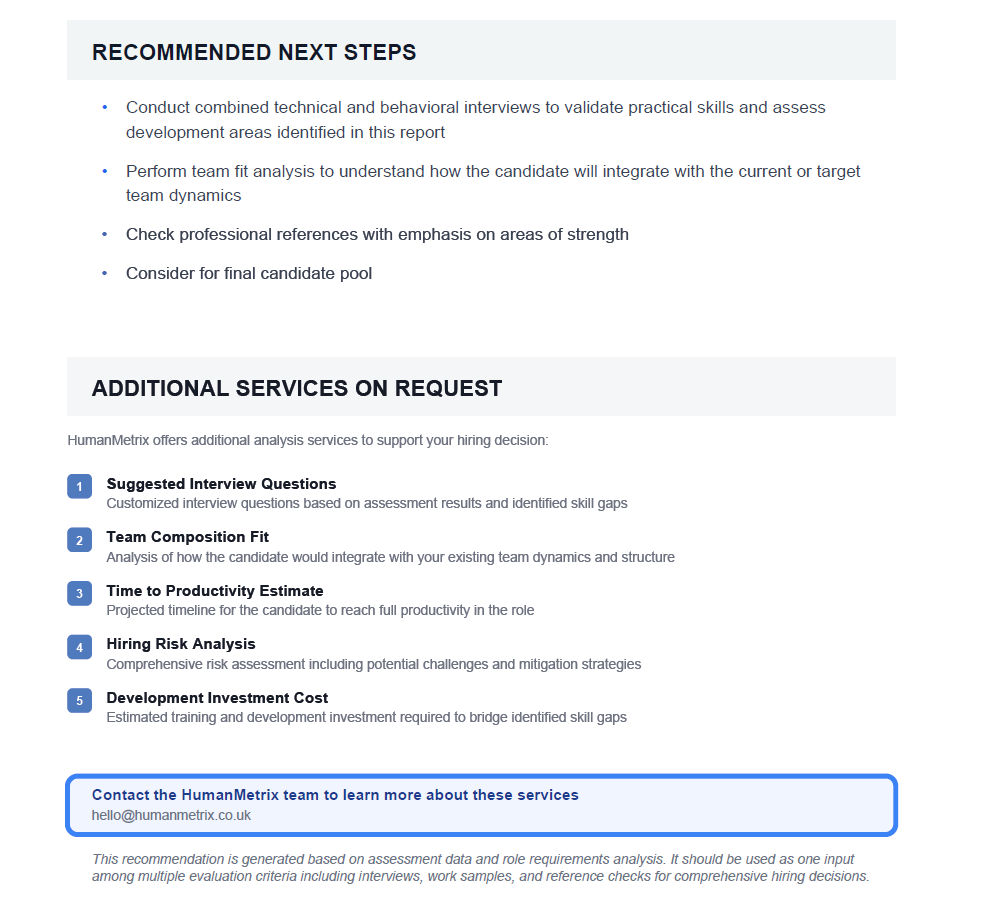 RECOMMENDED NEXT STEPS
• Conduct combined technical and behavioral interviews to validate practical skills and assess
development areas identified in this report
• Perform team fit analysis to understand how the candidate will integrate with the current or target
team dynamics
• Check professional references with emphasis on areas of strength
• Consider for final candidate pool
ADDITIONAL SERVICES ON REQUEST
HumanMetrix offers additional analysis services to support your hiring decision:
1 Suggested Interview Questions
Customized interview questions based on assessment results and identified skill gaps
2 Team Composition Fit
Analysis of how the candidate would integrate with your existing team dynamics and structure
3 Time to Productivity Estimate
Projected timeline for the candidate to reach full productivity in the role
4 Hiring Risk Analysis
Comprehensive risk assessment including potential challenges and mitigation strategies
5 Development Investment Cost
Estimated training and development investment required to bridge identified skill gaps
Contact the HumanMetrix team to learn more about these services
hello@humanmetrix.co.uk
This recommendation is generated based on assessment data and role requirements analysis. It should be used as one input
among multiple evaluation criteria including interviews, work samples, and reference checks for comprehensive hiring decisions.